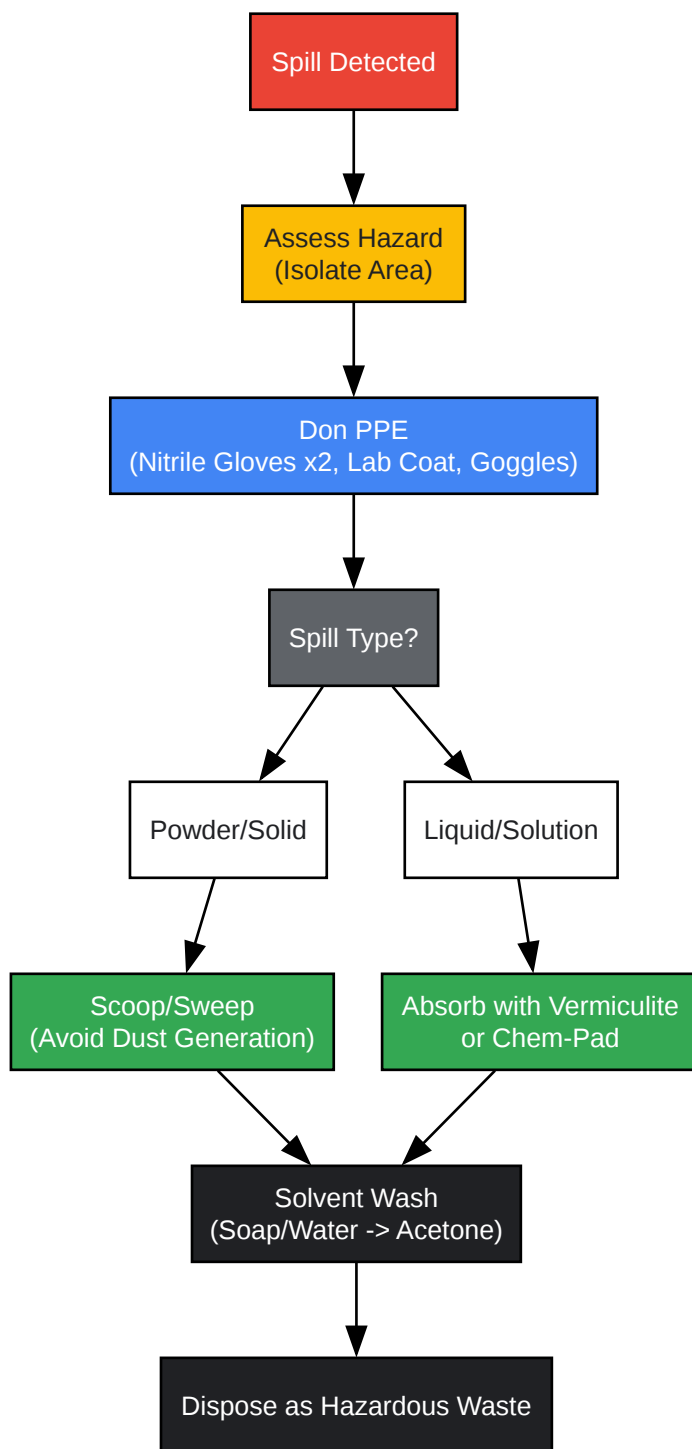 Spill Detected
Assess Hazard
(Isolate Area)
Don PPE
(Nitrile Gloves x2, Lab Coat, Goggles)
Spill Type?
Powder/Solid
Liquid/Solution
Scoop/Sweep
(Avoid Dust Generation)
Absorb with Vermiculite
or Chem-Pad
Solvent Wash
(Soap/Water -> Acetone)
Dispose as Hazardous Waste